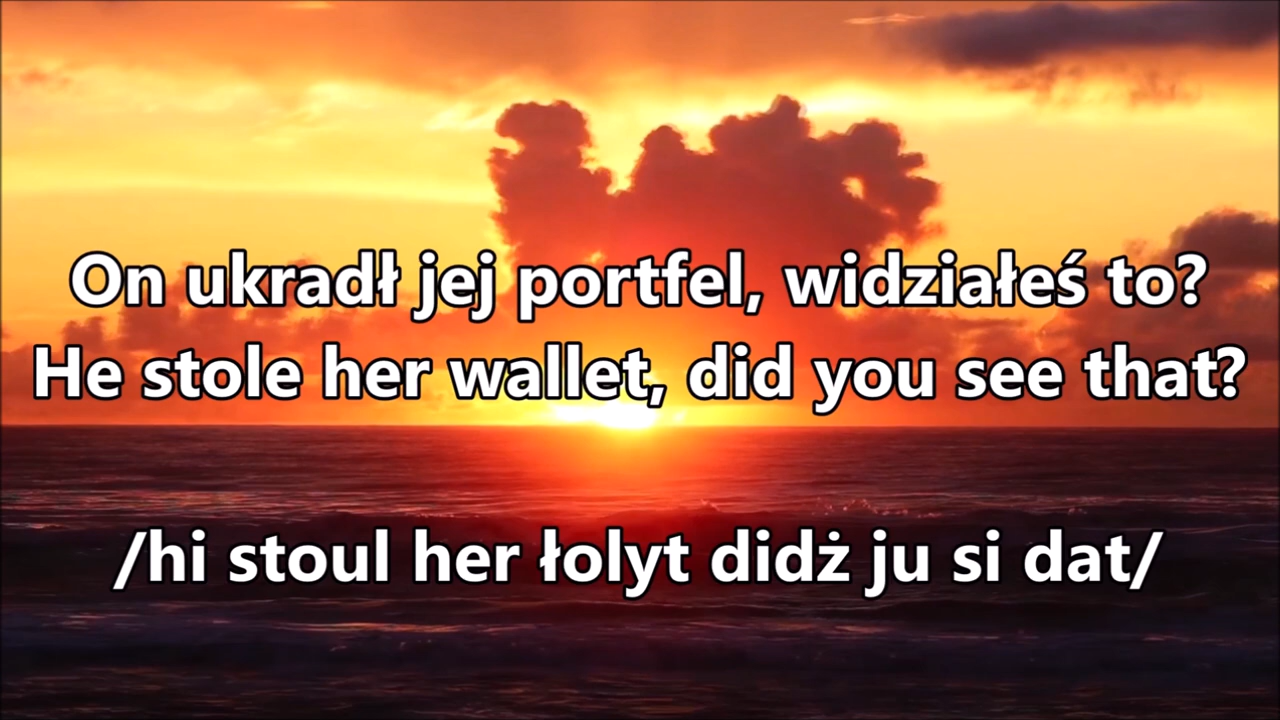 On ukradł jej portfel, widziałeś to?
He stole her wallet, did you see that?
/hi stoul her łolyt didż ju si dat/